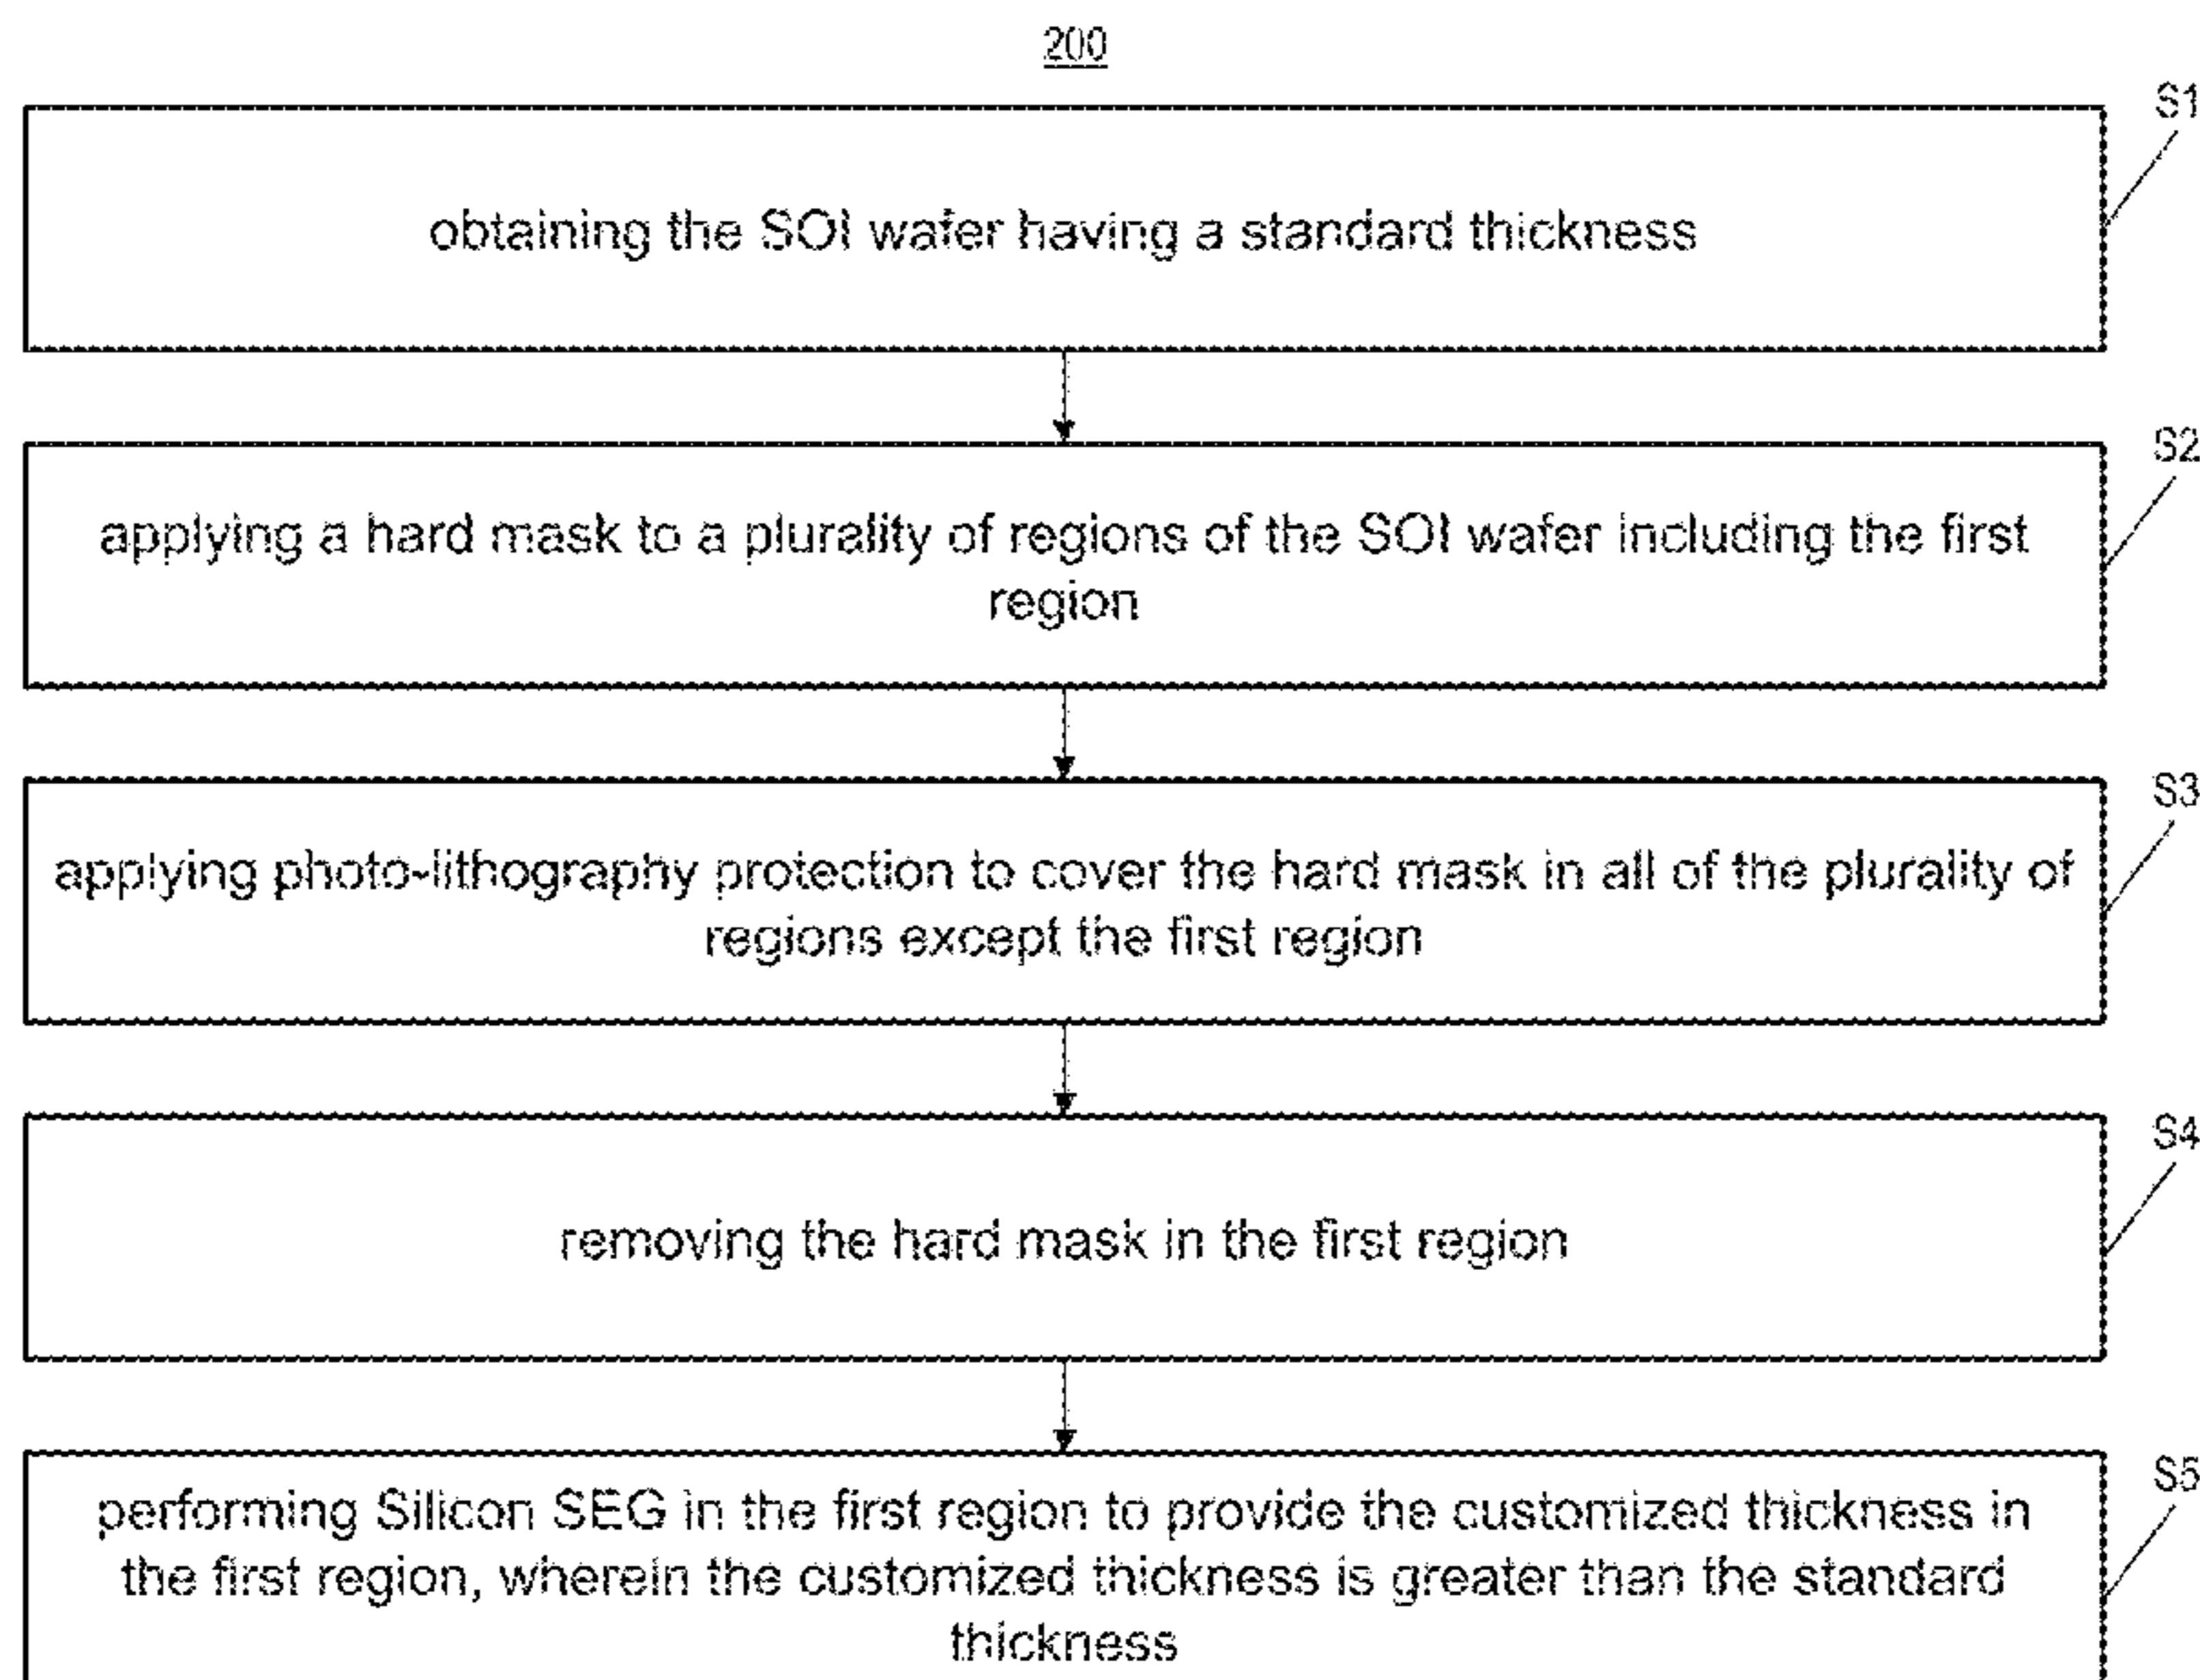 200
S1
obtaining the SOI wafer having a standard thickness
S2
applying a hard mask to a plurality of regions of the SOI wafer including the first
region
S3
applying photo-lithography protection to cover the hard mask in all of the plurality of
regions except the first region
S4
removing the hard mask in the first region
S5
performing Silicon SEG in the first region to provide the customized thickness in
the first region, wherein the customized thickness is greater than the standard
thickness